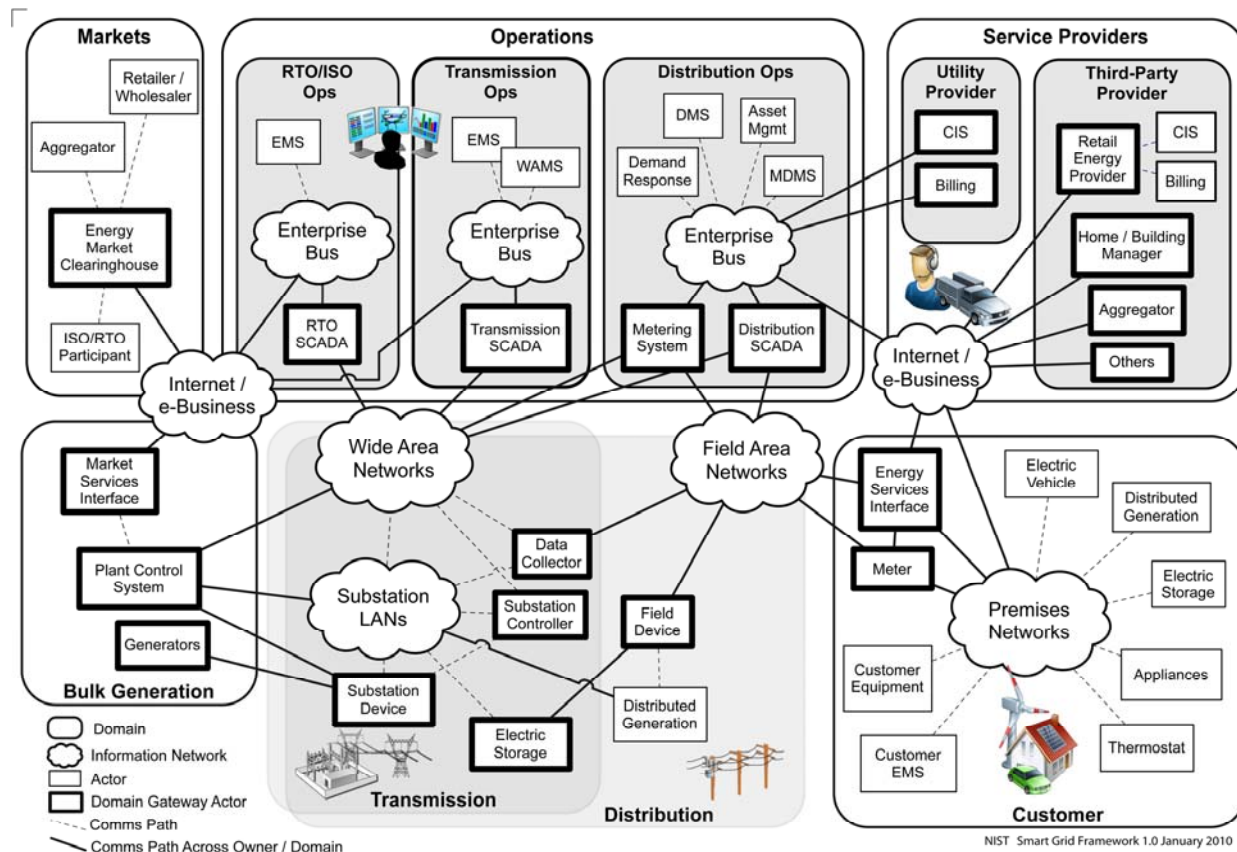 Markets
Retailer /
Wholesaler
Aggregator
Energy
Market
Clearinghouse
ISO/RTO
Participant
Operations
RTO/ISO
Ops
EMS
Enterprise
Bus
RTO
SCADA
Transmission
Ops
EMS
WAMS
Enterprise
Bus
Transmission
SCADA
Distribution Ops
DMS
Asset
Mgmt
Demand
Response
MDMS
Enterprise
Bus
Metering
System
Distribution
SCADA
Service Providers
Utility
Provider
CIS
Billing
Third-Party
Provider
Retail
Energy
Provider
CIS
Billing
Home / Building
Manager
Aggregator
Others
Internet /
e-Business
Internet /
e-Business
Market
Services
Interface
Plant Control
System
Generators
Bulk Generation
Wide Area
Networks
Field Area
Networks
Data
Collector
Substation
LANs
Substation
Controller
Field
Device
Substation
Device
Electric
Storage
Distributed
Generation
Transmission
Distribution
Energy
Services
Interface
Meter
Electric
Vehicle
Distributed
Generation
Electric
Storage
Premises
Networks
Customer
Equipment
Appliances
Customer
EMS
Thermostat
Customer
Domain
Information Network
Actor
Domain Gateway Actor
Comms Path
Comms Path Across Owner / Domain
NIST Smart Grid Framework 1.0 January 2010